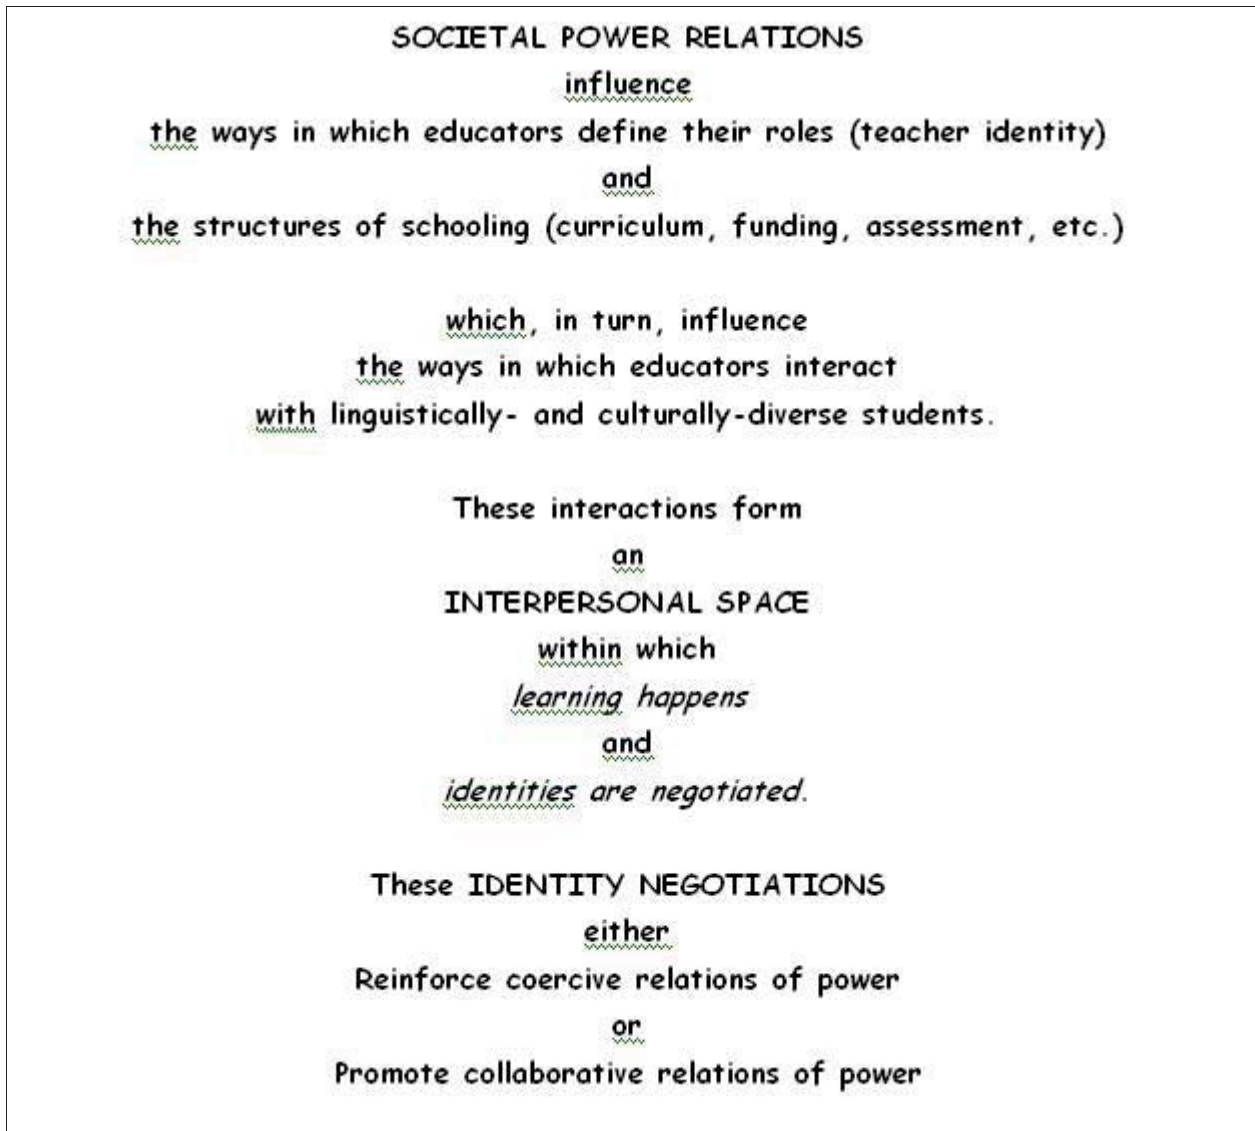 SOCIETAL POWER RELATIONS
influence
the ways in which educators define their roles (teacher identity)
and
the structures of schooling (curriculum, funding, assessment, etc.)
which, in turn, influence
the ways in which educators interact
with linguistically- and culturally-diverse students.
These interactions form
an
INTERPERSONAL SPACE
within which
learning happens
and
identities are negotiated.
These IDENTITY NEGOTIATIONS
either
Reinforce coercive relations of power
or
Promote collaborative relations of power